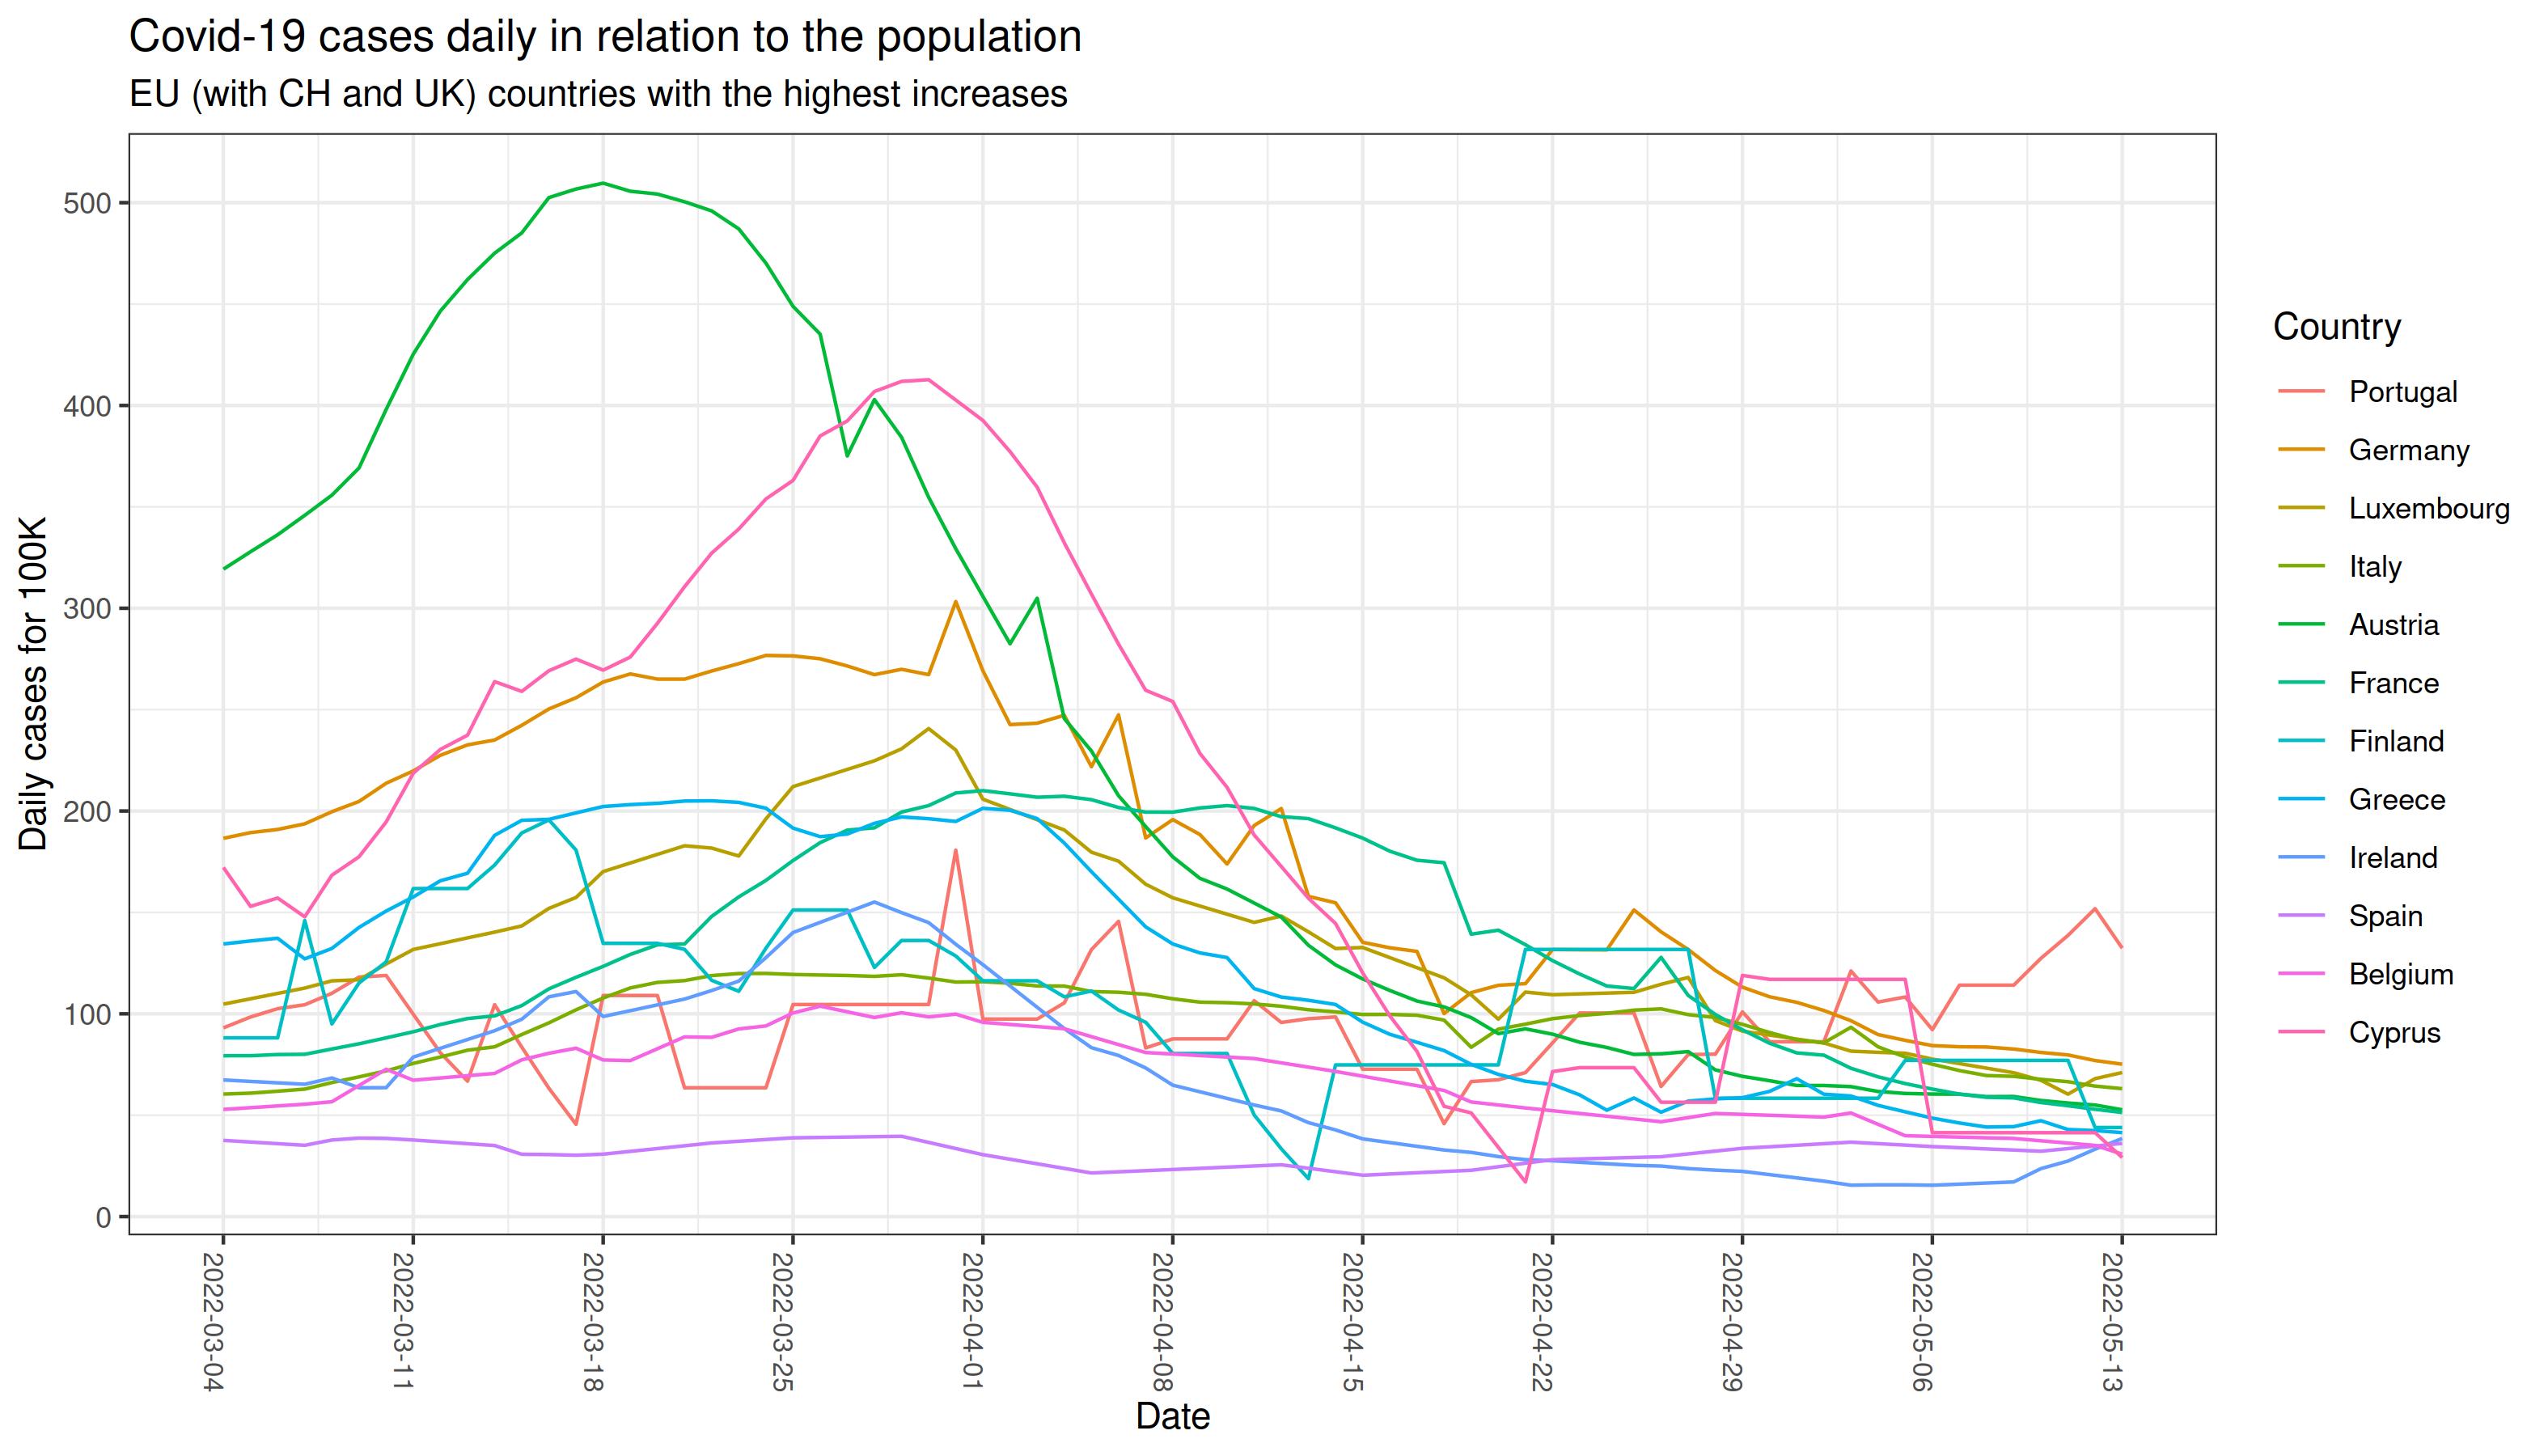 Covid-19 cases daily in relation to the population
EU (with CH and UK) countries with the highest increases
Daily cases for 100K
500
400
300
200
100
0
2022-03-04
2022-03-11
2022-03-18
2022-03-25
2022-04-01
2022-04-08
2022-04-15
2022-04-22
2022-04-29
2022-05-06
2022-05-13
Date
Country
Portugal
Germany
Luxembourg
Italy
Austria
France
Finland
Greece
Ireland
Spain
Belgium
Cyprus